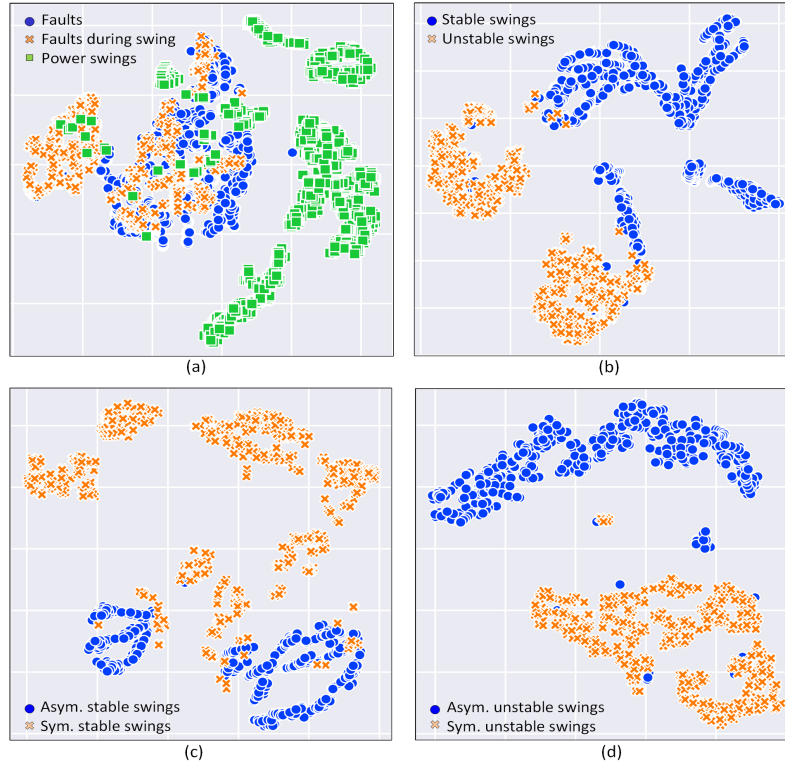 Faults
Faults during swing
Power swings
(a)
Stable swings
Unstable swings
(b)
Asym. stable swings
Sym. stable swings
(c)
Asym. unstable swings
Sym. unstable swings
(d)